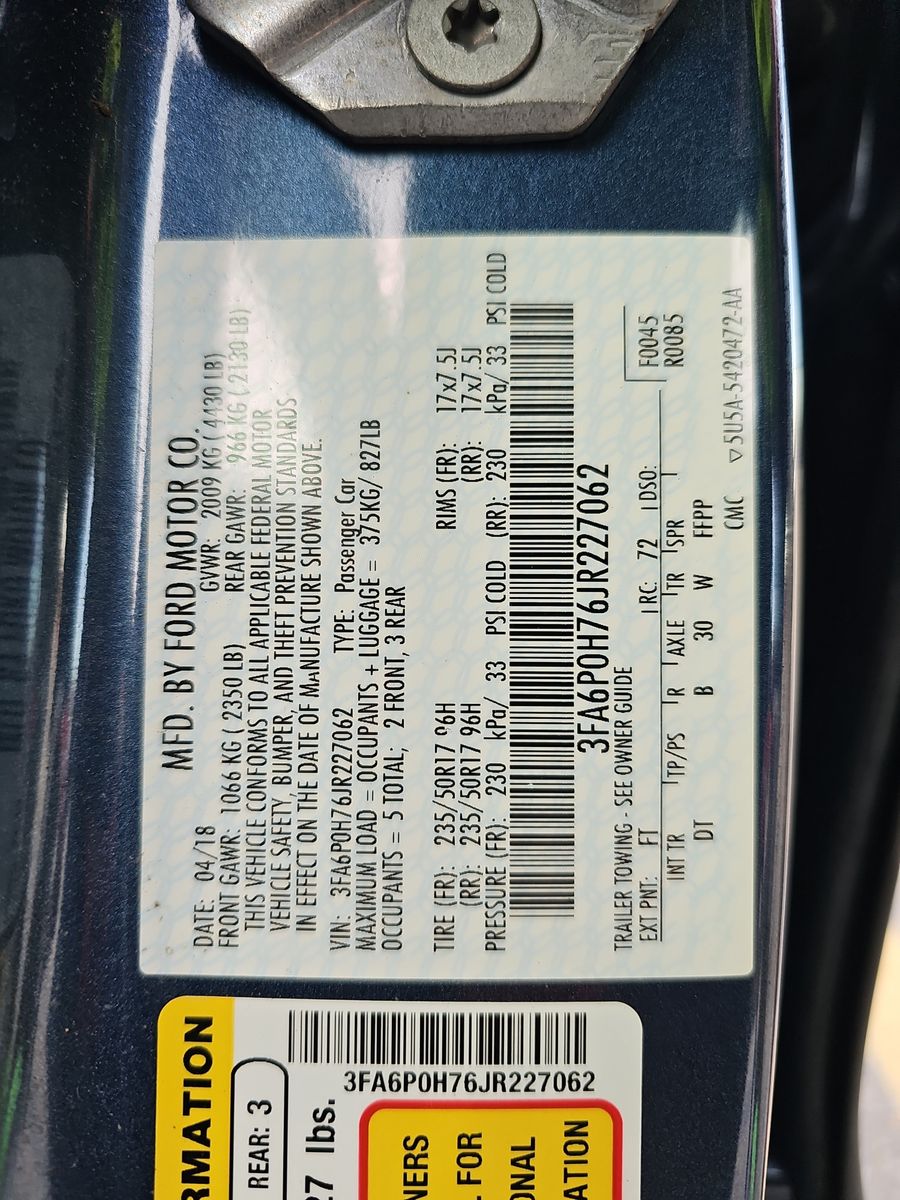 MFD. BY FORD MOTOR CO.
DATE: 04/18 GVWR: 2009 KG ( 4430 LB)
FRONT GAWR: 1066 KG ( 2350 LB) REAR GAWR: 966 KG ( 2130 LB)
THIS VEHICLE CONFORMS TO ALL APPLICABLE FEDERAL MOTOR
VEHICLE SAFETY, BUMPER, AND THEFT PREVENTION STANDARDS
IN EFFECT ON THE DATE OF MANUFACTURE SHOWN ABOVE.
VIN: 3FA6P0H76JR227062 TYPE: Passenger Car
MAXIMUM LOAD = OCCUPANTS + LUGGAGE = 375KG/ 827LB
OCCUPANTS = 5 TOTAL; 2 FRONT, 3 REAR
TIRE (FR): 235/50R17 96H RIMS (FR): 17x7.5J
(RR): 235/50R17 96H (RR): 17x7.5J
PRESSURE (FR): 230 kPa/ 33 PSI COLD (RR): 230 kPa/ 33 PSI COLD
3FA6P0H76JR227062
TRAILER TOWING - SEE OWNER GUIDE
EXT PNT: FT RC: 72 DSO: F0045
INT TR TP/PS R AXLE TR SPR R0085
DT B 30 W FFPP
CMC ▽5U5A-5420472-AA
RMATION
REAR: 3
27 lbs.
3FA6P0H76JR227062
NERS
L FOR
ONAL
ATION